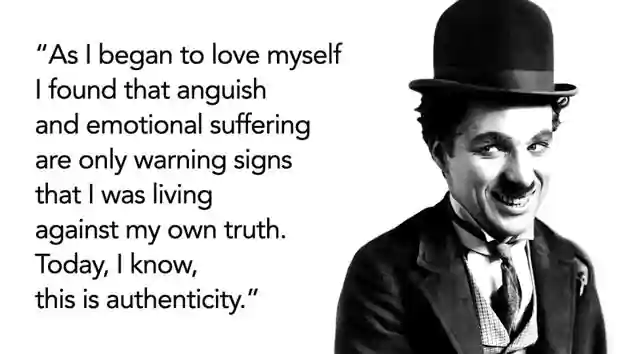 “As I began to love myself
I found that anguish
and emotional suffering
are only warning signs
that I was living
against my own truth.
Today, I know,
this is authenticity.”